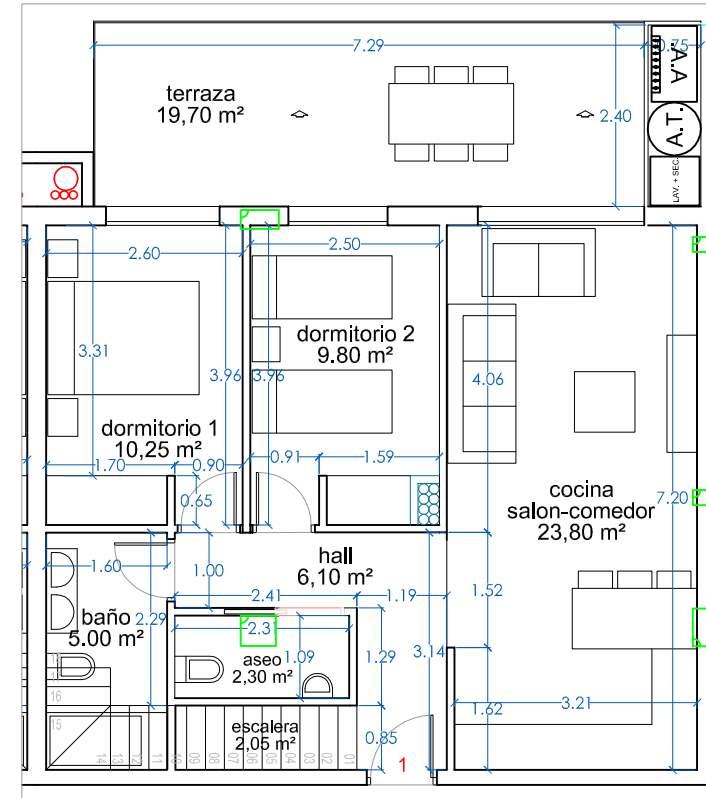 7.29
0.75
A.A
terraza
19,70 m²
2.40
A.T.
LAV. + SEC.
2.60
2.50
3.31
3.96
3.96
dormitorio 2
9.80 m²
4.06
dormitorio 1
10,25 m²
1.70
0.90
0.91
1.59
0.65
cocina
salon-comedor
23,80 m²
7.20
1.60
1.00
hall
6,10 m²
2.41
1.19
1.52
baño
5.00 m²
2.29
2.31
1.09
aseo
2,30 m²
1.29
3.14
3.21
1.62
16
15
escalera
2,05 m²
0.85
1
14
13
12
11
10
09
08
07
06
05
04
03
02
01